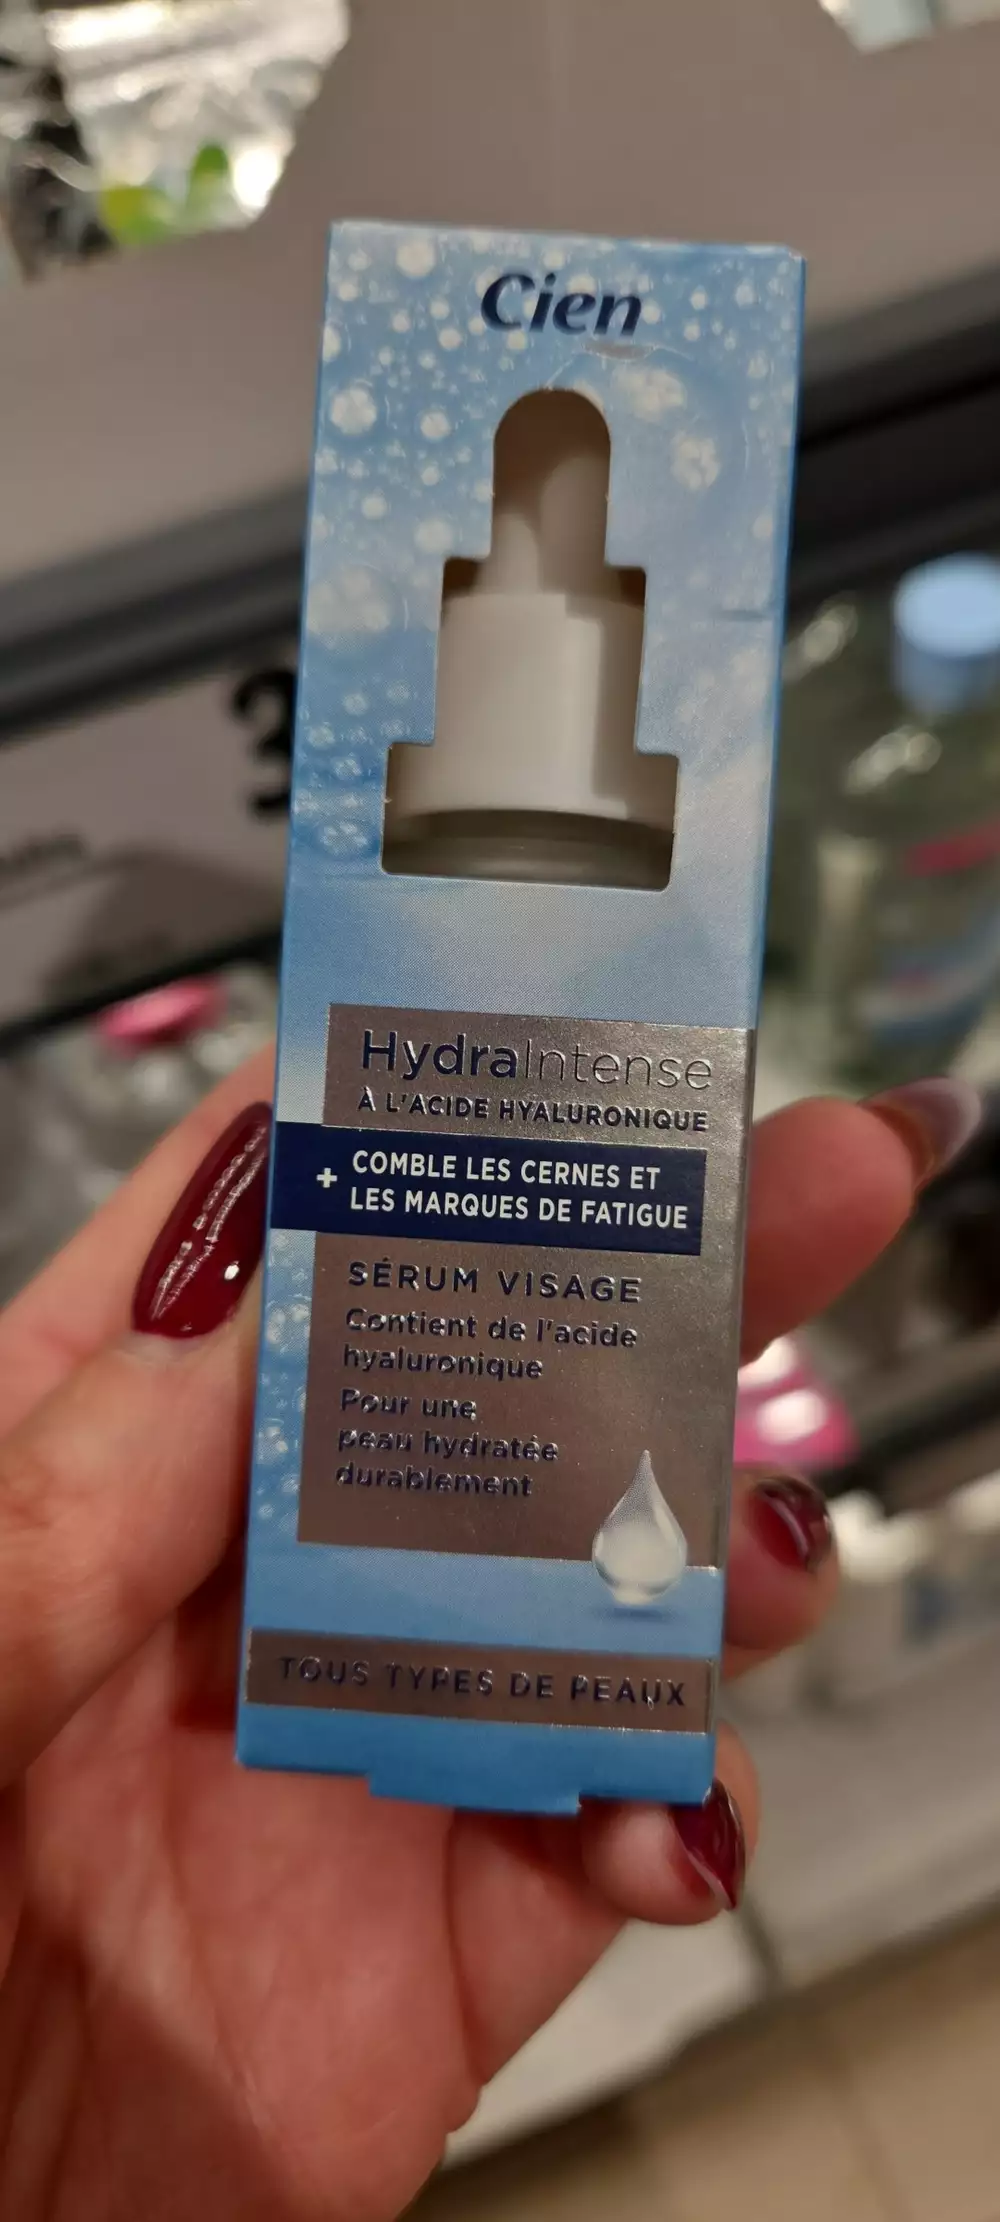 Cien
HydraIntense
À L'ACIDE HYALURONIQUE
+ COMBLE LES CERNES ET
LES MARQUES DE FATIGUE
SÉRUM VISAGE
Contient de l'acide
hyaluronique
Pour une
peau hydratée
durablement
TOUS TYPES DE PEAUX